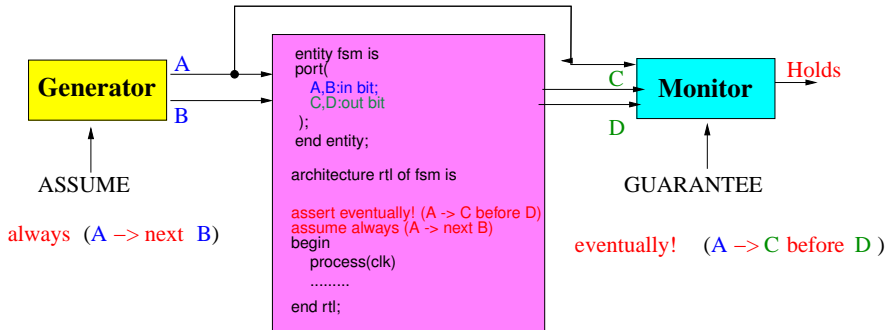 A
Generator
B
ASSUME
always (A –> next B)
entity fsm is
port(
A,B:in bit;
C,D:out bit
);
end entity;
architecture rtl of fsm is
assert eventually! (A -> C before D)
assume always (A -> next B)
begin
process(clk)
.........
end rtl;
C
D
Monitor
Holds
GUARANTEE
eventually! (A –> C before D )